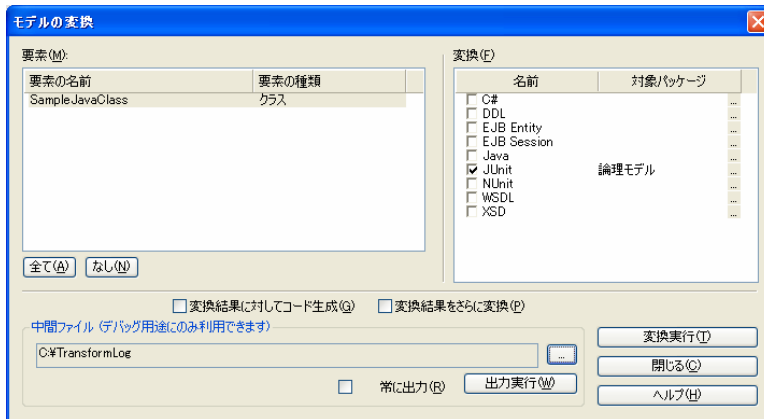 モデルの変換
要素(M):
要素の名前 要素の種類
SampleJavaClass クラス
全て(A) なし(N)
変換(F)
名前 対象パッケージ
C# ...
DDL ...
EJB Entity ...
EJB Session ...
Java ...
JUnit 論理モデル ...
NUnit ...
WSDL ...
XSD ...
変換結果に対してコード生成(G) 変換結果をさらに変換(P)
中間ファイル (デバッグ用途にのみ利用できます)
C:¥TransformLog ...
常に出力(R) 出力実行(W)
変換実行(T)
閉じる(C)
ヘルプ(H)